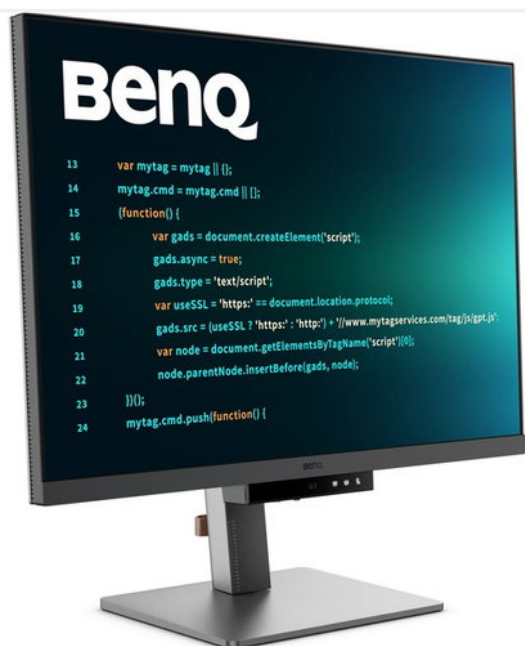 BenQ
13 var mytag = mytag || {};
14 mytag.cmd = mytag.cmd || [];
15 (function() {
16 var gads = document.createElement('script');
17 gads.async = true;
18 gads.type = 'text/script';
19 var useSSL = 'https:' == document.location.protocol;
20 gads.src = (useSSL ? 'https:' : 'http:') + '//www.mytagservices.com/tag/js/gpt.js';
21 var node = document.getElementsByTagName('script')[0];
22 node.parentNode.insertBefore(gads, node);
23 })();
24 mytag.cmd.push(function() {
BenQ